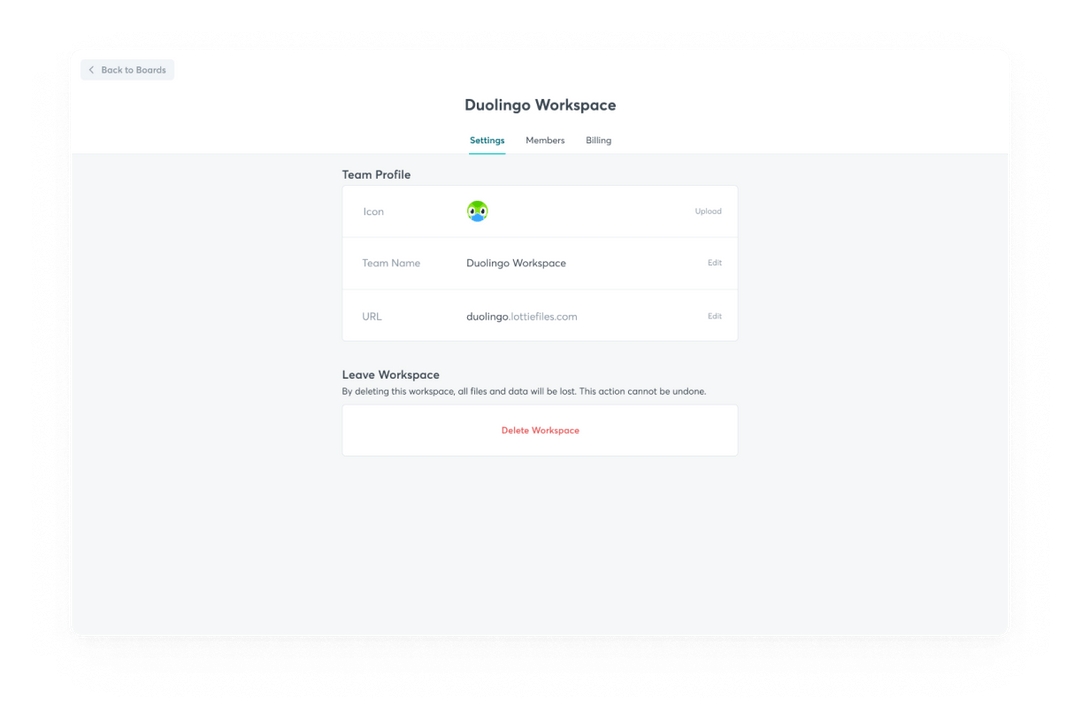 Back to Boards
Duolingo Workspace
Settings Members Billing
Team Profile
Icon Upload
Team Name Duolingo Workspace Edit
URL duolingo.lottiefiles.com Edit
Leave Workspace
By deleting this workspace, all files and data will be lost. This action cannot be undone.
Delete Workspace